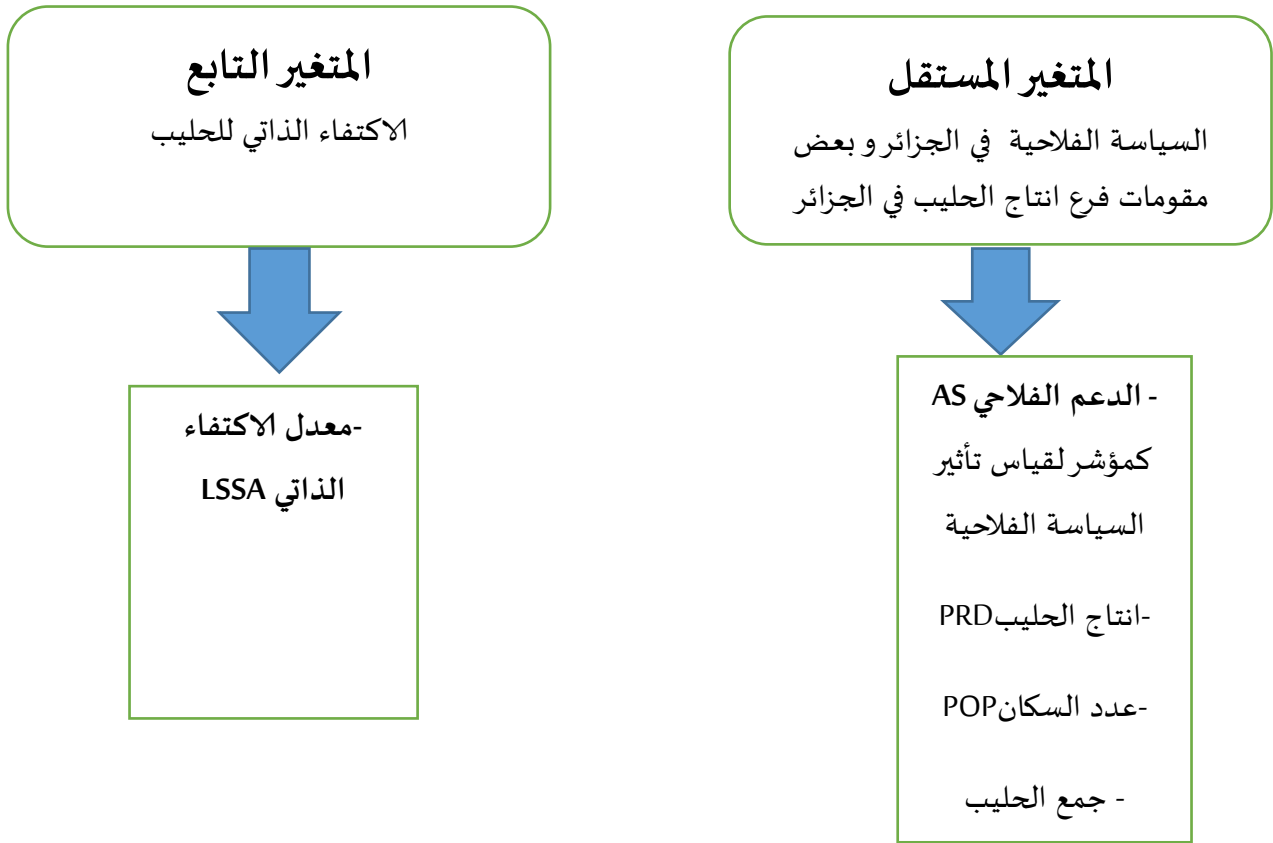 المتغير المستقل
السياسة الفلاحية في الجزائر و بعض
مقومات فرع انتاج الحليب في الجزائر
- الدعم الفلاحي AS
كمؤشر لقياس تأثير
السياسة الفلاحية
-انتاج الحليبPRD
-عدد السكانPOP
- جمع الحليب
المتغير التابع
الاكتفاء الذاتي للحليب
-معدل الاكتفاء
الذاتي LSSA